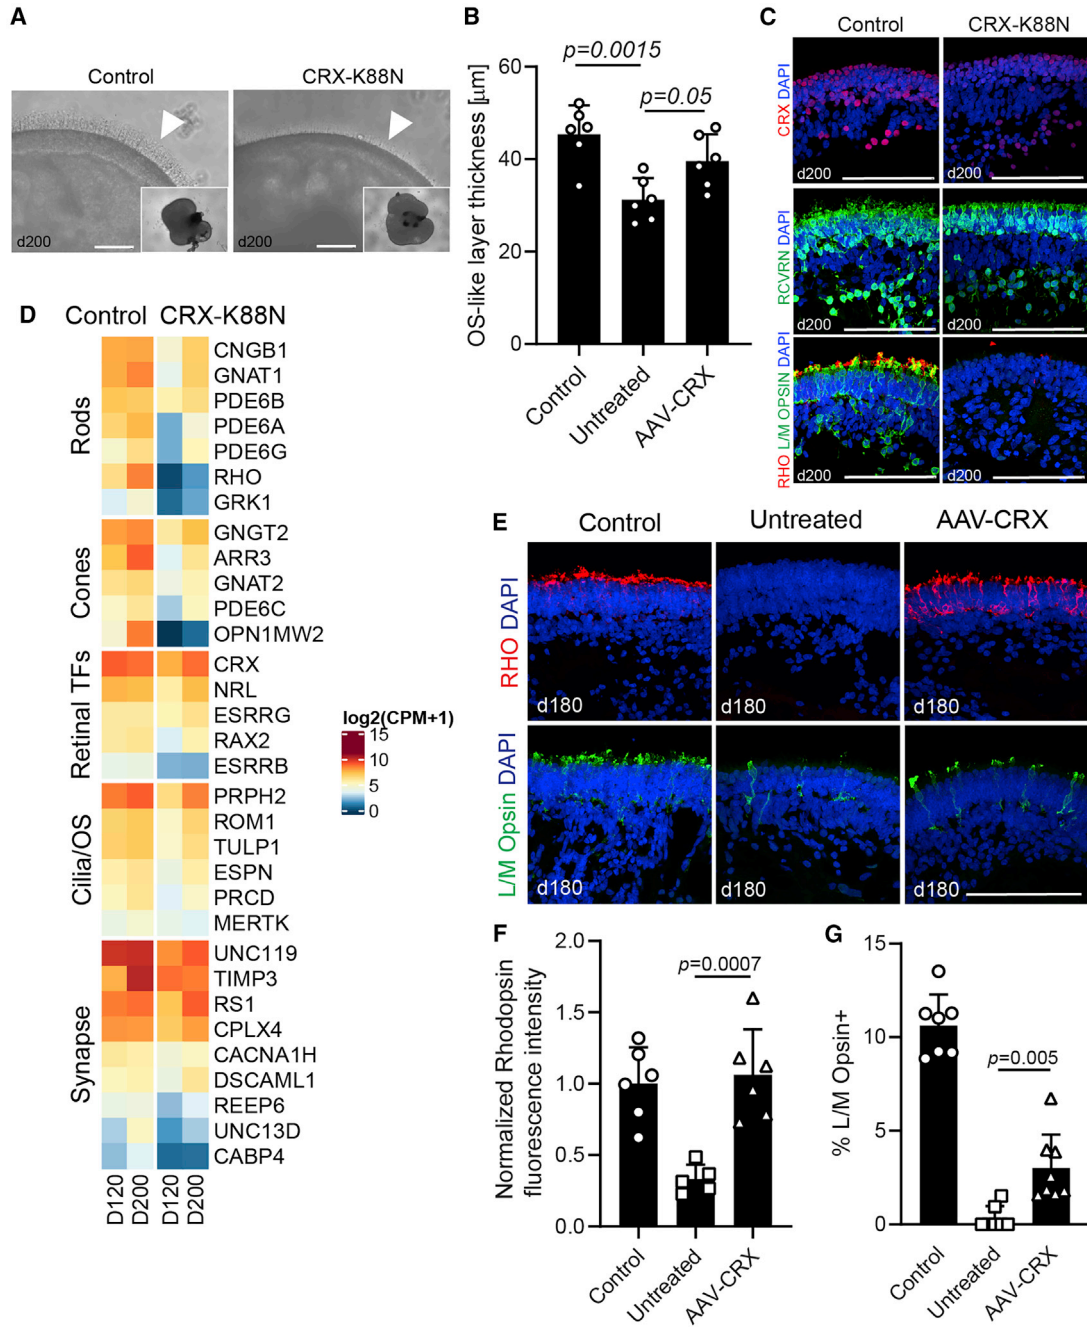 A
Control
CRX-K88N
d200
d200
B
p=0.0015
p=0.05
OS-like layer thickness [µm]
60
40
20
0
Control
Untreated
AAV-CRX
C
Control
CRX-K88N
CRX DAPI
d200
d200
RCVRN DAPI
d200
d200
RHO L/M OPSIN DAPI
d200
d200
D
Control CRX-K88N
Rods
CNGB1
GNAT1
PDE6B
PDE6A
PDE6G
RHO
GRK1
Cones
GNGT2
ARR3
GNAT2
PDE6C
OPN1MW2
Retinal TFs
CRX
NRL
ESRRG
RAX2
ESRRB
Cilia/OS
PRPH2
ROM1
TULP1
ESPN
PRCD
MERTK
Synapse
UNC119
TIMP3
RS1
CPLX4
CACNA1H
DSCAML1
REEP6
UNC13D
CABP4
D120
D200
D120
D200
log2(CPM+1)
15
10
5
0
E
Control
Untreated
AAV-CRX
RHO DAPI
d180
d180
d180
L/M Opsin DAPI
d180
d180
d180
F
p=0.0007
Normalized Rhodopsin
fluorescence intensity
2.0
1.5
1.0
0.5
0.0
Control
Untreated
AAV-CRX
G
p=0.005
% L/M Opsin+
15
10
5
0
Control
Untreated
AAV-CRX